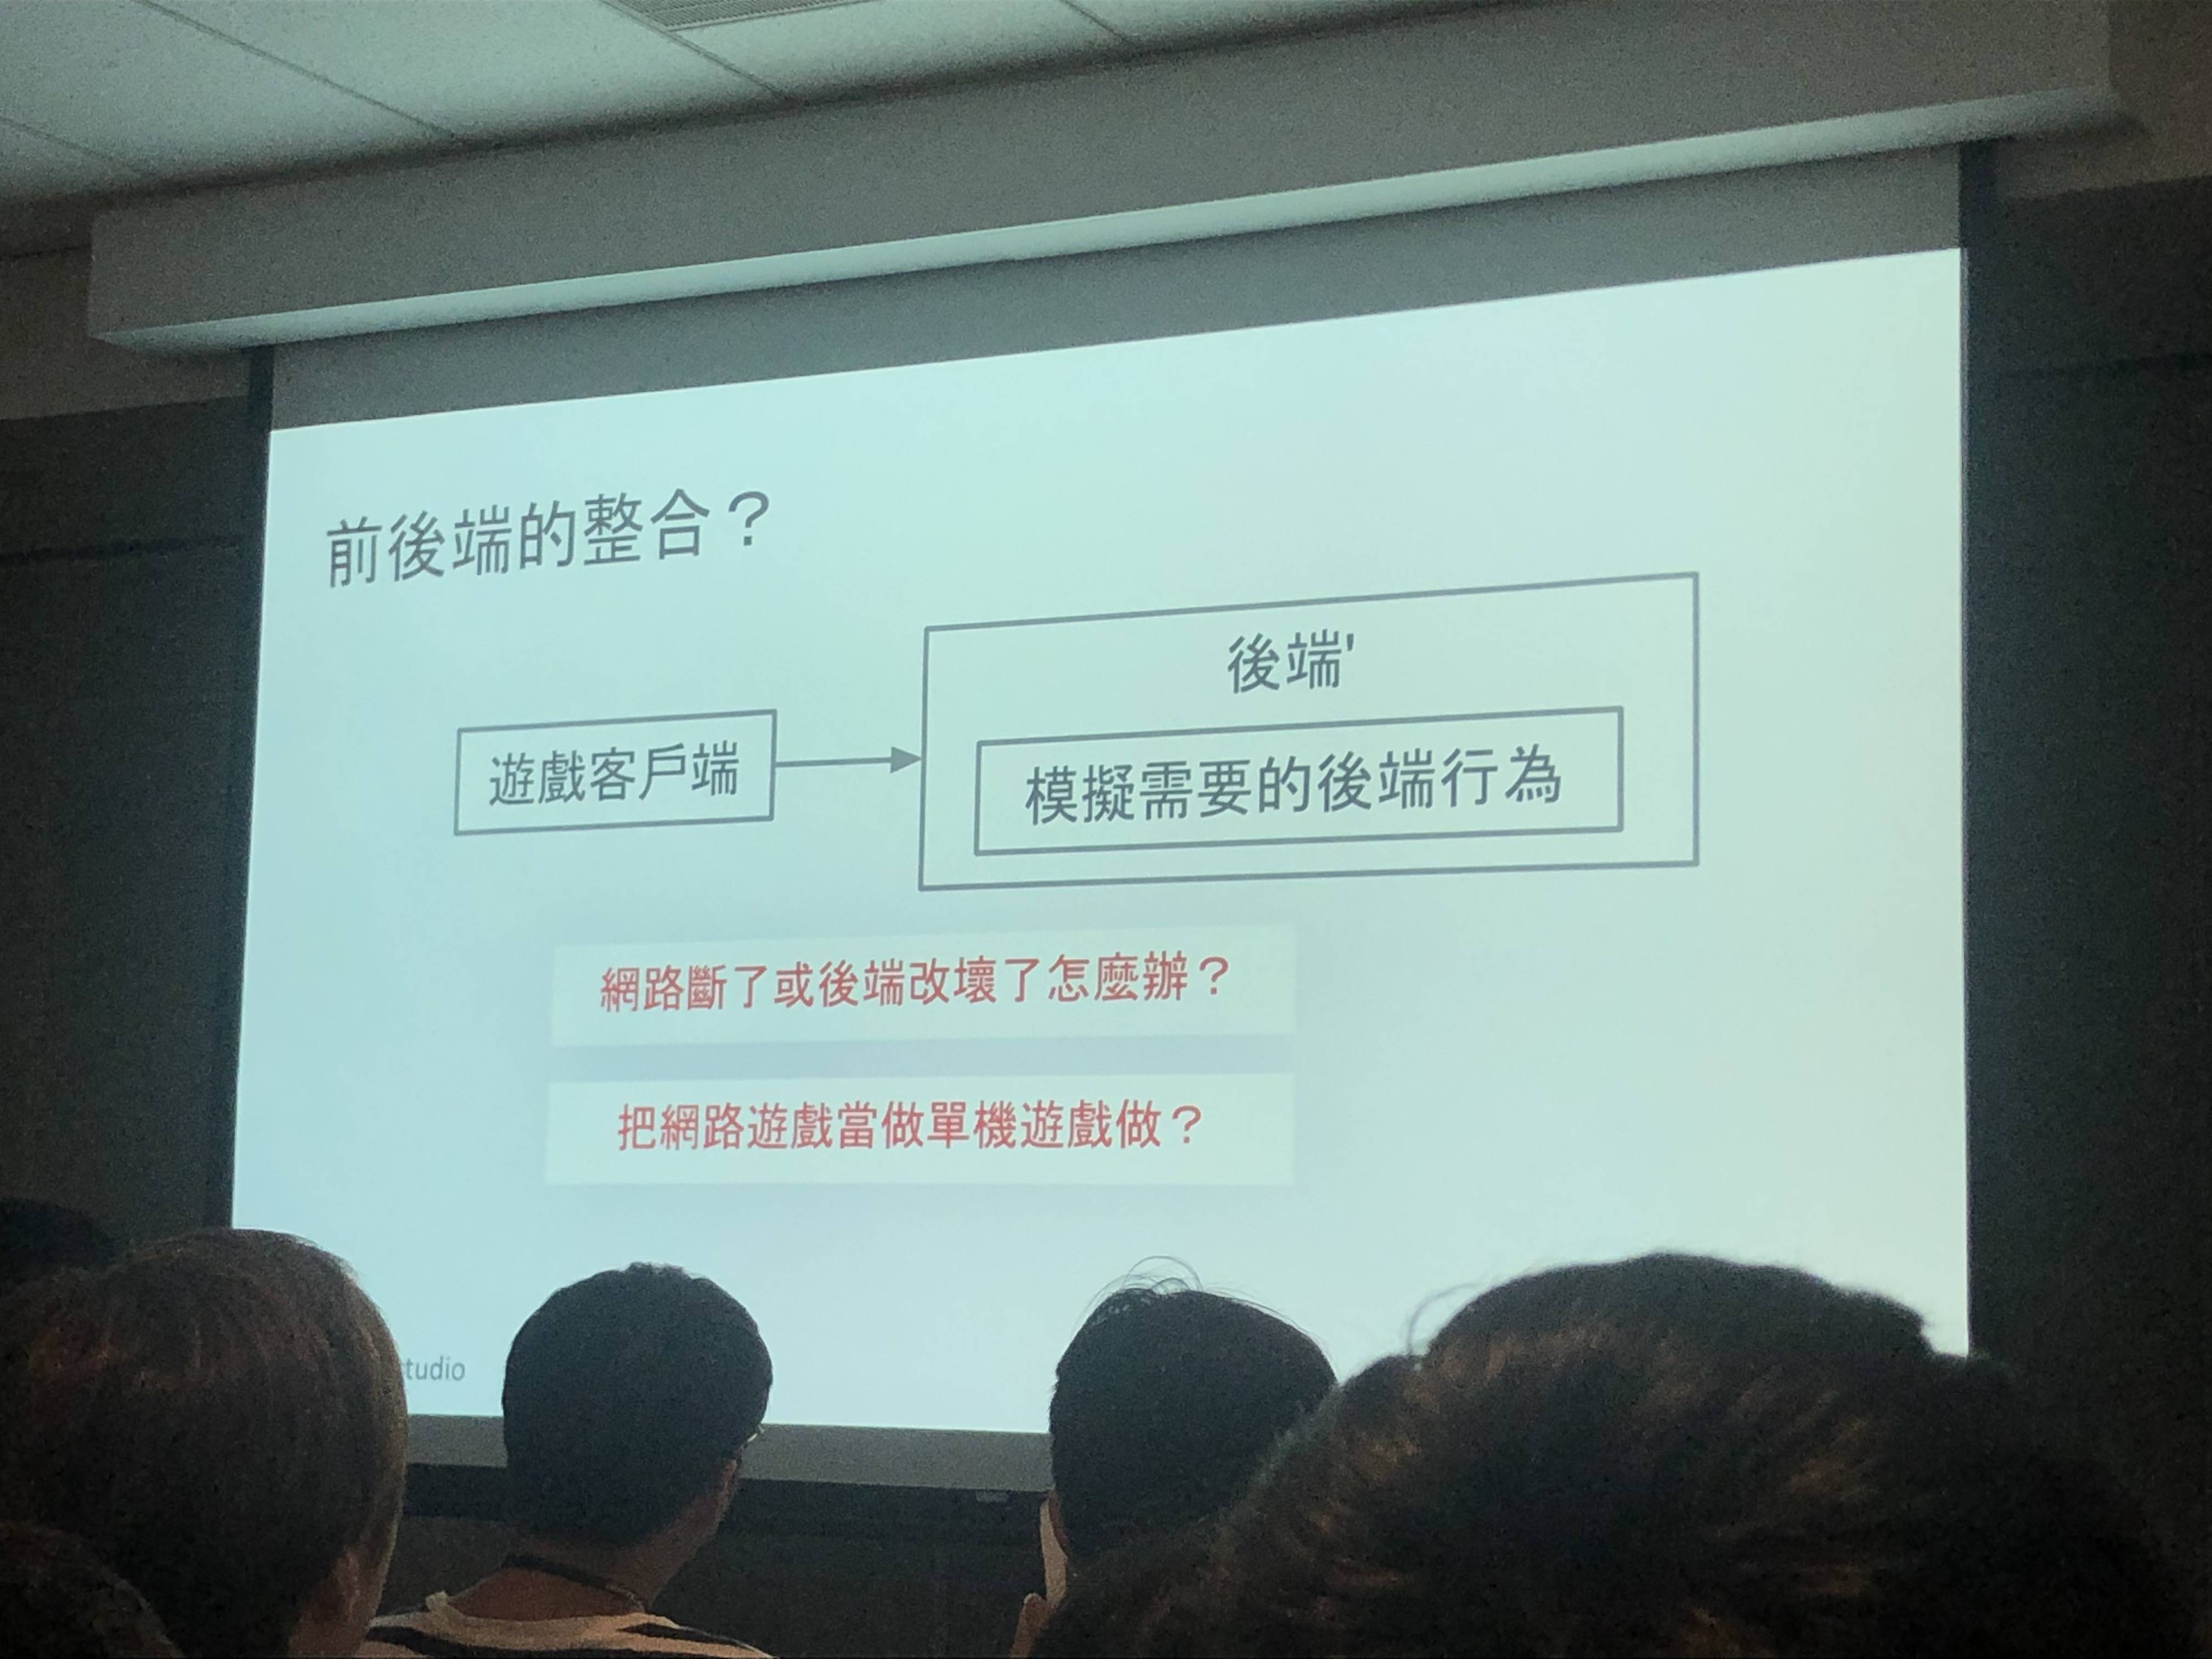 前後端的整合？
後端'
遊戲客戶端
模擬需要的後端行為
網路斷了或後端改壞了怎麼辦？
把網路遊戲當做單機遊戲做？